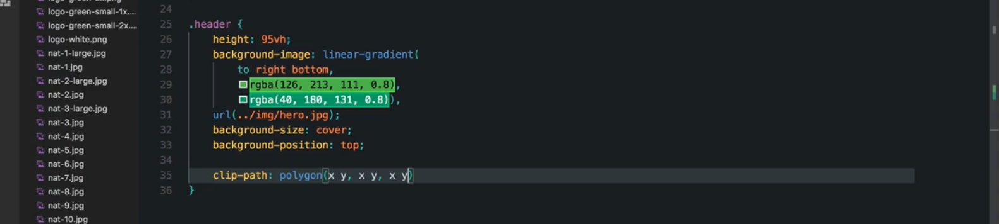 logo-green-small-1x....
logo-green-small-2x....
logo-white.png
nat-1-large.jpg
nat-1.jpg
nat-2-large.jpg
nat-2.jpg
nat-3-large.jpg
nat-3.jpg
nat-4.jpg
nat-5.jpg
nat-6.jpg
nat-7.jpg
nat-8.jpg
nat-9.jpg
nat-10.jpg
24
25 .header {
26 height: 95vh;
27 background-image: linear-gradient(
28 to right bottom,
29 rgba(126, 213, 111, 0.8),
30 rgba(40, 180, 131, 0.8)),
31 url(../img/hero.jpg);
32 background-size: cover;
33 background-position: top;
34
35 clip-path: polygon(x y, x y, x y)
36 }